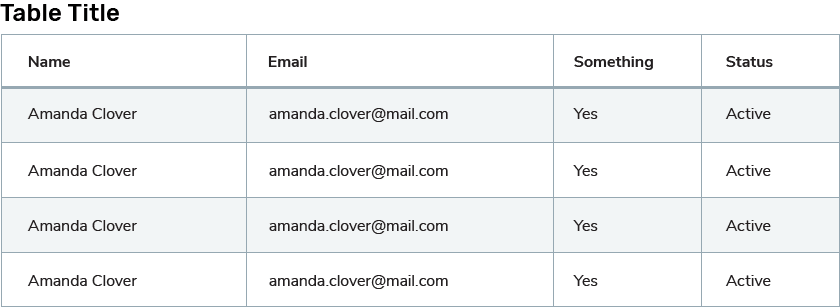 Table Title
Name Email Something Status
Amanda Clover amanda.clover@mail.com Yes Active
Amanda Clover amanda.clover@mail.com Yes Active
Amanda Clover amanda.clover@mail.com Yes Active
Amanda Clover amanda.clover@mail.com Yes Active